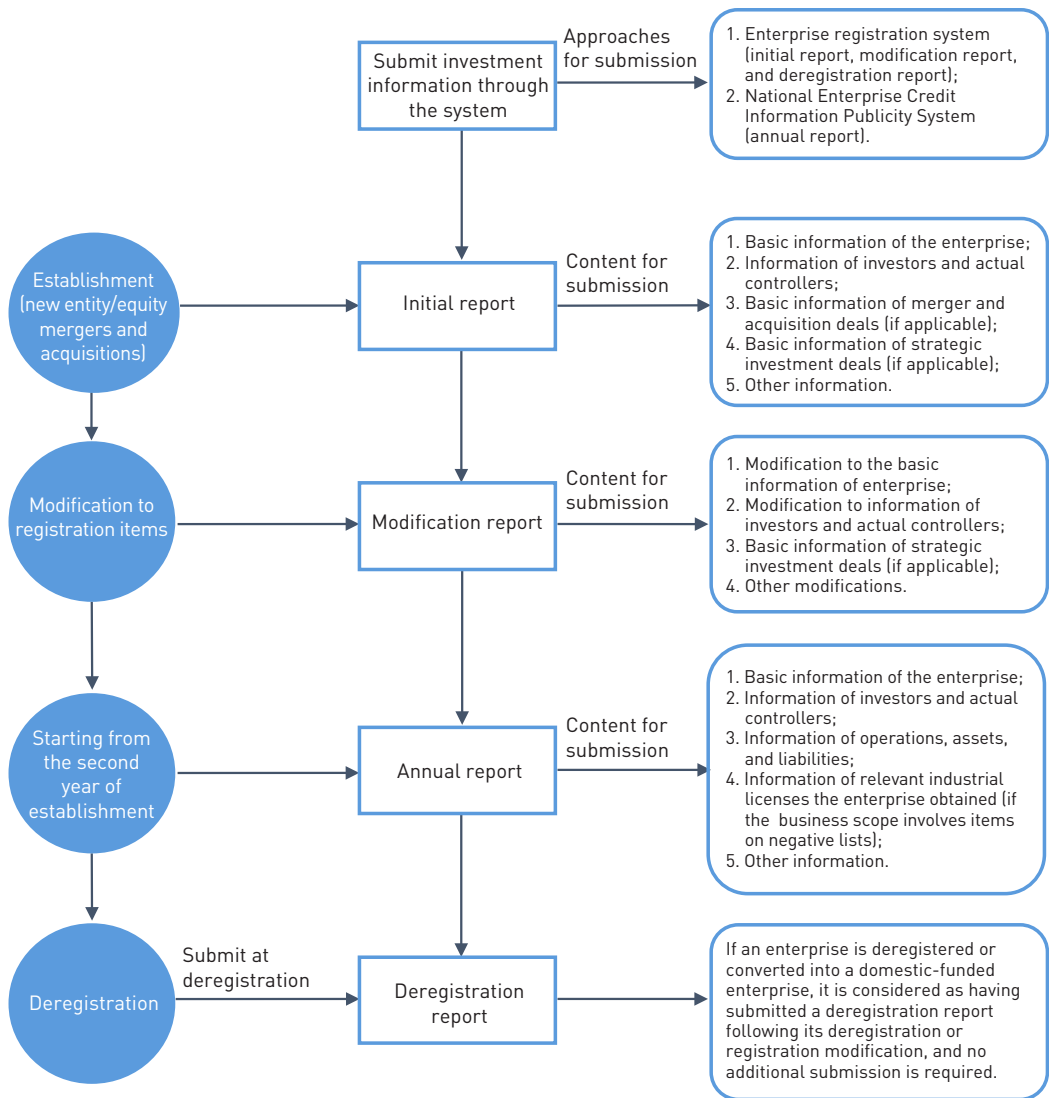 Submit investment
information through
the system
Approaches
for submission
1. Enterprise registration system
(initial report, modification report,
and deregistration report);
2. National Enterprise Credit
Information Publicity System
(annual report).
Establishment
(new entity/equity
mergers and
acquisitions)
Initial report
Content for
submission
1. Basic information of the enterprise;
2. Information of investors and actual
controllers;
3. Basic information of merger and
acquisition deals (if applicable);
4. Basic information of strategic
investment deals (if applicable);
5. Other information.
Modification to
registration items
Modification report
Content for
submission
1. Modification to the basic
information of enterprise;
2. Modification to information of
investors and actual controllers;
3. Basic information of strategic
investment deals (if applicable);
4. Other modifications.
Starting from
the second
year of
establishment
Annual report
Content for
submission
1. Basic information of the enterprise;
2. Information of investors and actual
controllers;
3. Information of operations, assets,
and liabilities;
4. Information of relevant industrial
licenses the enterprise obtained (if
the business scope involves items
on negative lists);
5. Other information.
Deregistration
Submit at
deregistration
Deregistration
report
If an enterprise is deregistered or
converted into a domestic-funded
enterprise, it is considered as having
submitted a deregistration report
following its deregistration or
registration modification, and no
additional submission is required.